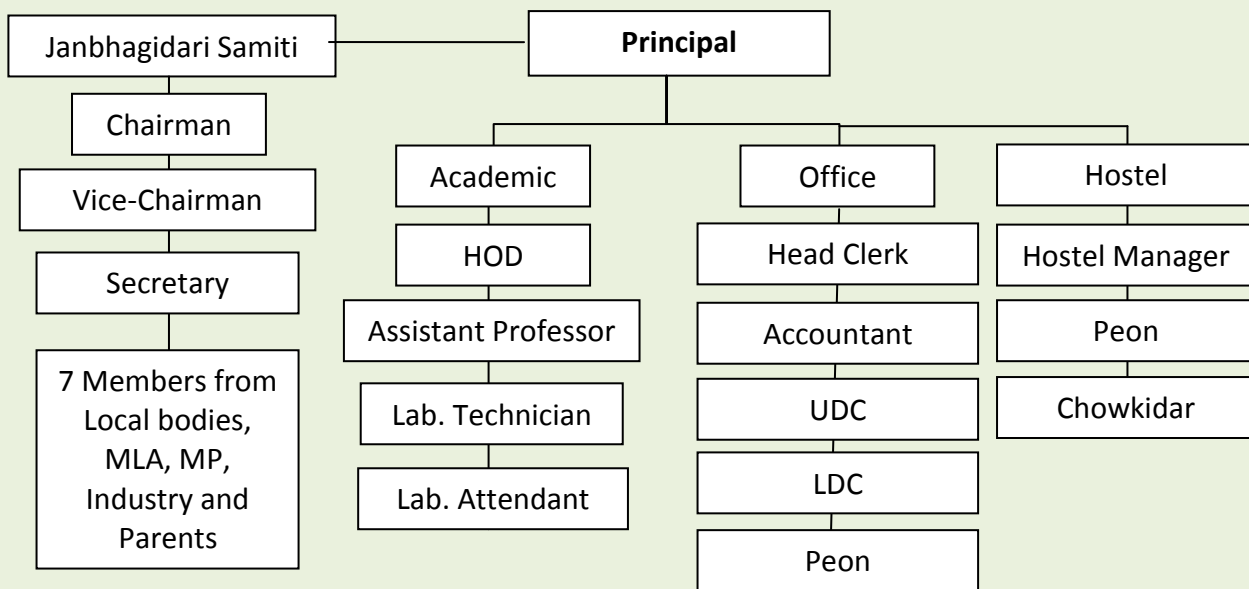 Janbhagidari Samiti
Principal
Chairman
Vice-Chairman
Secretary
7 Members from
Local bodies,
MLA, MP,
Industry and
Parents
Academic
HOD
Assistant Professor
Lab. Technician
Lab. Attendant
Office
Head Clerk
Accountant
UDC
LDC
Peon
Hostel
Hostel Manager
Peon
Chowkidar